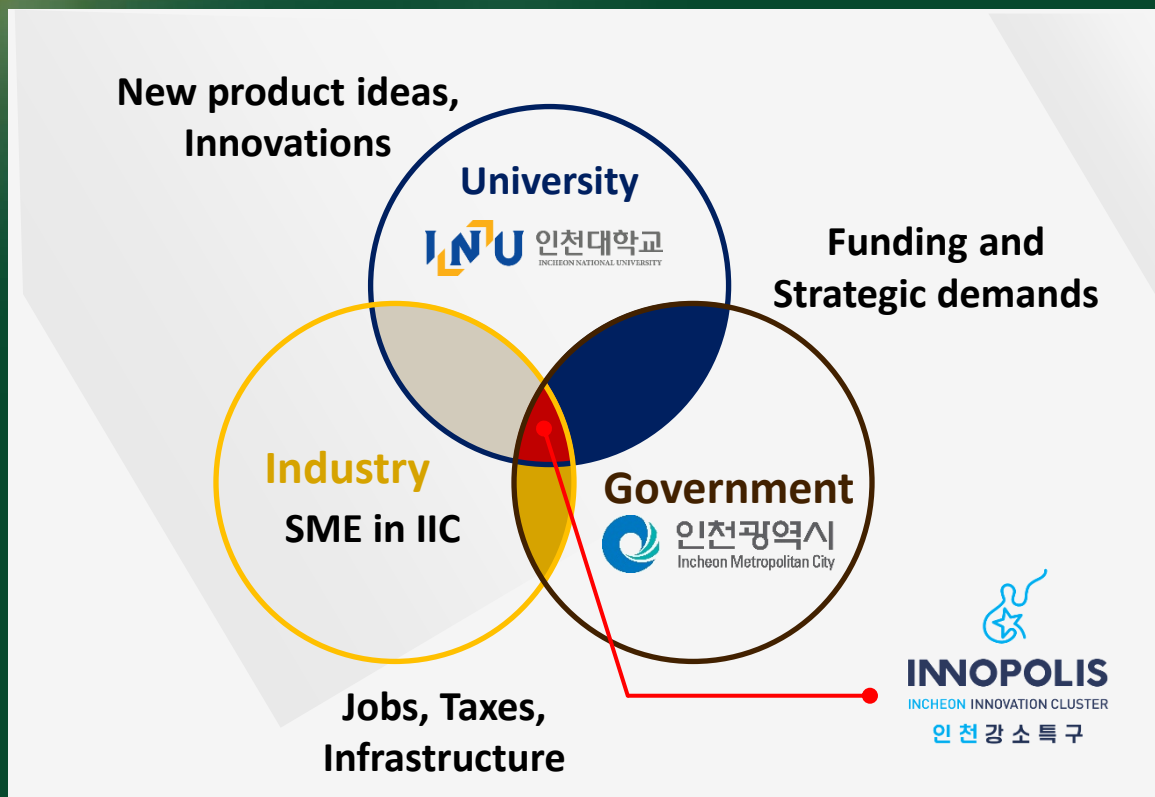 New product ideas,
Innovations
University
INU 인천대학교
INCHEON NATIONAL UNIVERSITY
Funding and
Strategic demands
Industry
SME in IIC
Government
인천광역시
Incheon Metropolitan City
Jobs, Taxes,
Infrastructure
INNOPOLIS
INCHEON INNOVATION CLUSTER
인천강소특구